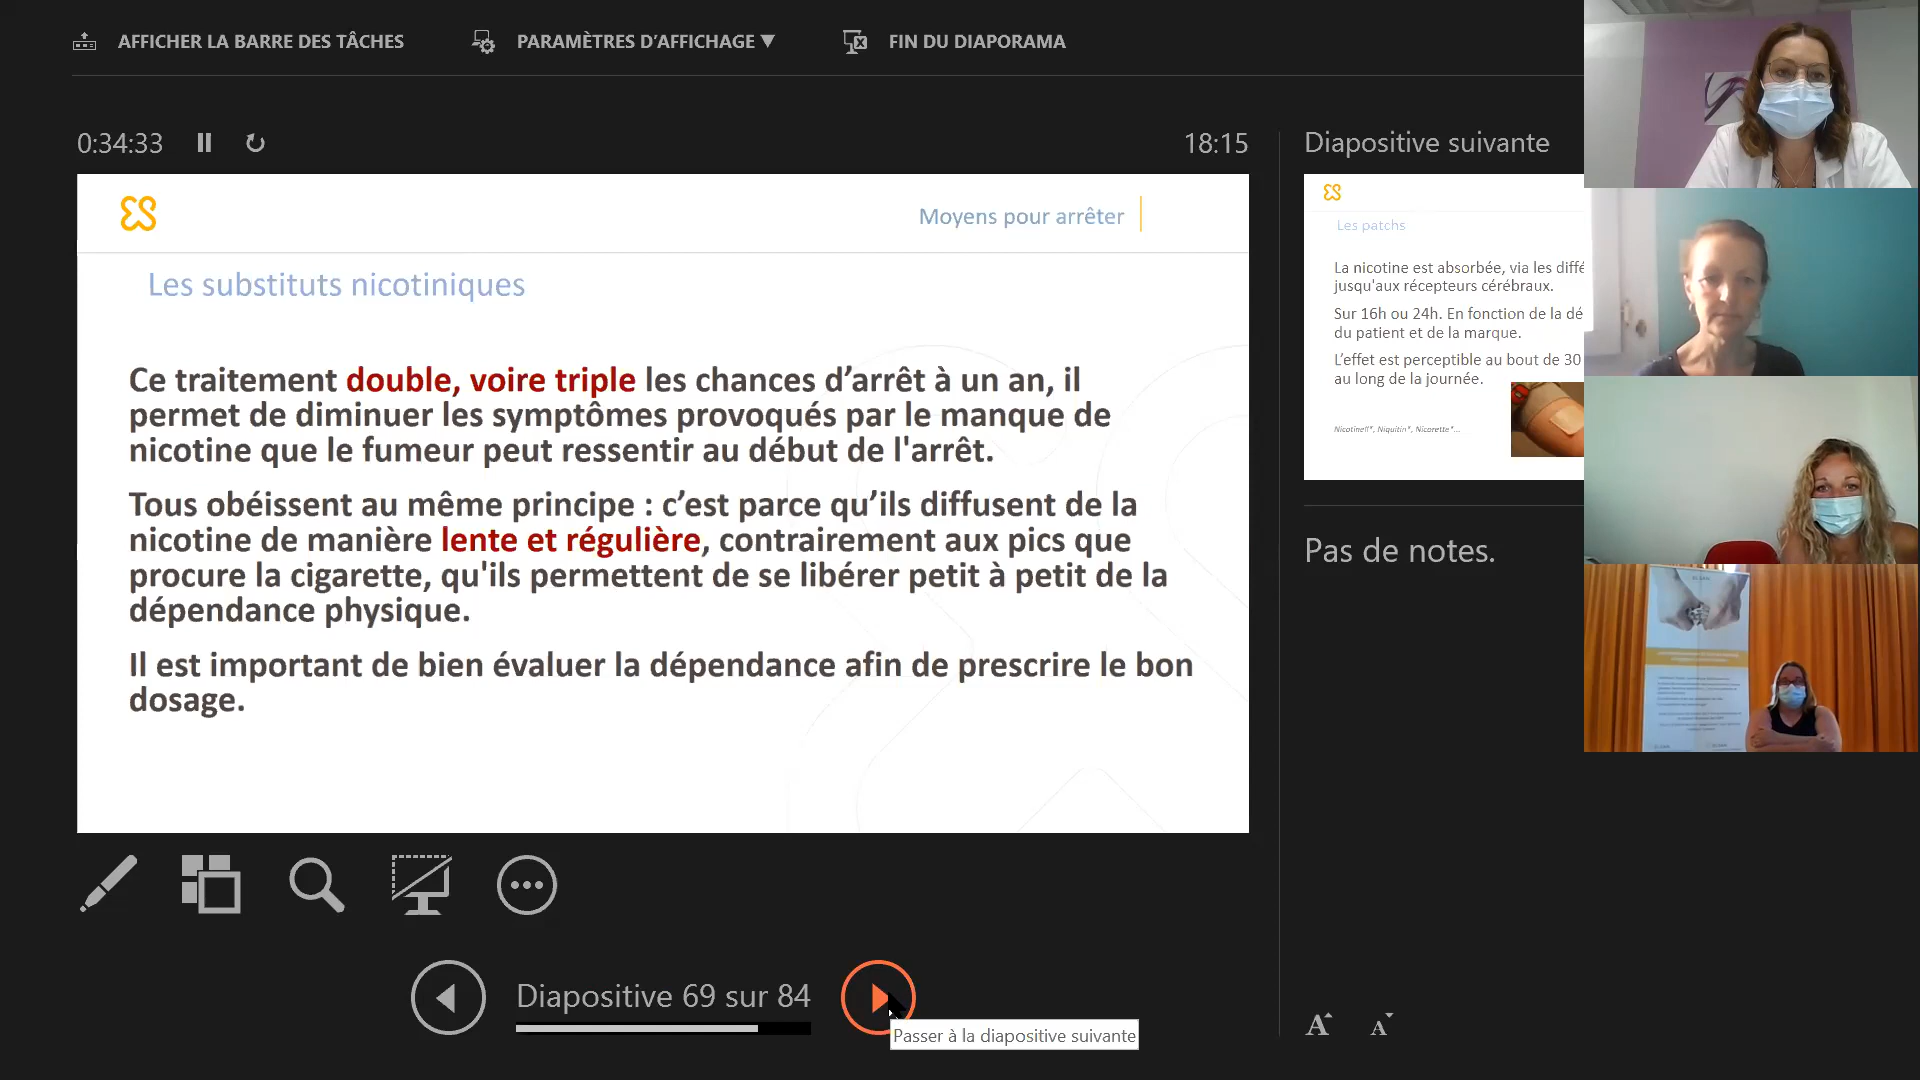 AFFICHER LA BARRE DES TÂCHES
PARAMÈTRES D'AFFICHAGE ▼
FIN DU DIAPORAMA
0:34:33
18:15
Moyens pour arrêter
Les substituts nicotiniques
Ce traitement double, voire triple les chances d’arrêt à un an, il
permet de diminuer les symptômes provoqués par le manque de
nicotine que le fumeur peut ressentir au début de l'arrêt.
Tous obéissent au même principe : c’est parce qu’ils diffusent de la
nicotine de manière lente et régulière, contrairement aux pics que
procure la cigarette, qu'ils permettent de se libérer petit à petit de la
dépendance physique.
Il est important de bien évaluer la dépendance afin de prescrire le bon
dosage.
Diapositive 69 sur 84
Passer à la diapositive suivante
Diapositive suivante
Les patchs
La nicotine est absorbée, via les diffé
jusqu'aux récepteurs cérébraux.
Sur 16h ou 24h. En fonction de la dé
du patient et de la marque.
L’effet est perceptible au bout de 30
au long de la journée.
Nicotinell*, Niquitin*, Nicorette*...
Pas de notes.
A A